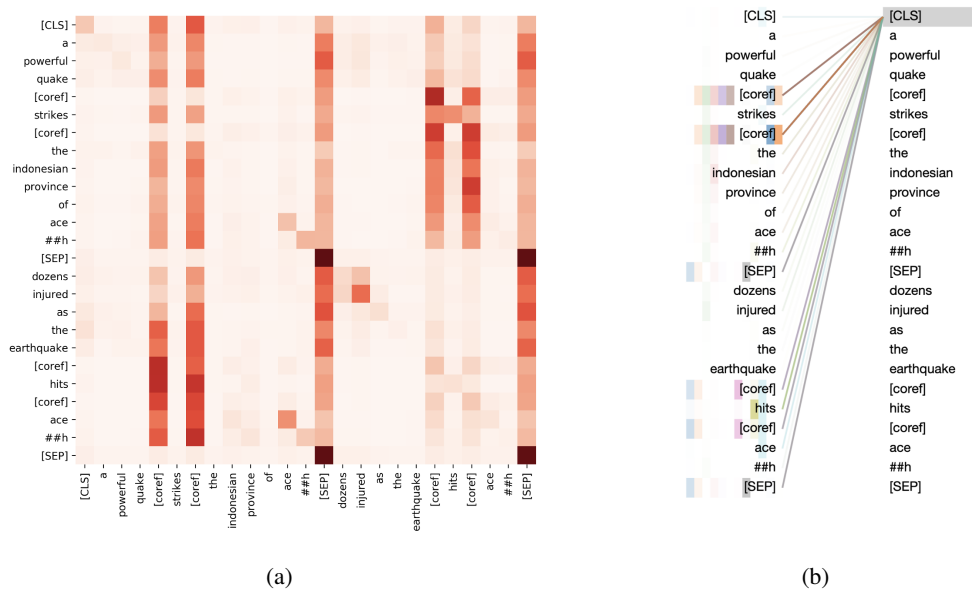 [CLS]
a
powerful
quake
[coref]
strikes
[coref]
the
indonesian
province
of
ace
##h
[SEP]
dozens
injured
as
the
earthquake
[coref]
hits
[coref]
ace
##h
[SEP]
[CLS]
a
powerful
quake
[coref]
strikes
[coref]
the
indonesian
province
of
ace
##h
[SEP]
dozens
injured
as
the
earthquake
[coref]
hits
[coref]
ace
##h
[SEP]
(a)
[CLS] [CLS]
a a
powerful powerful
quake quake
[coref] [coref]
strikes strikes
[coref] [coref]
the the
indonesian indonesian
province province
of of
ace ace
##h ##h
[SEP] [SEP]
dozens dozens
injured injured
as as
the the
earthquake earthquake
[coref] [coref]
hits hits
[coref] [coref]
ace ace
##h ##h
[SEP] [SEP]
(b)